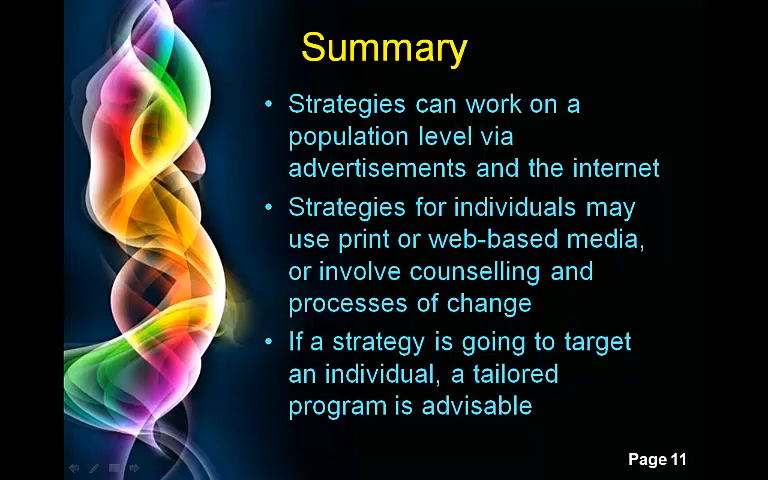 Summary
• Strategies can work on a
population level via
advertisements and the internet
• Strategies for individuals may
use print or web-based media,
or involve counselling and
processes of change
• If a strategy is going to target
an individual, a tailored
program is advisable
Page 11